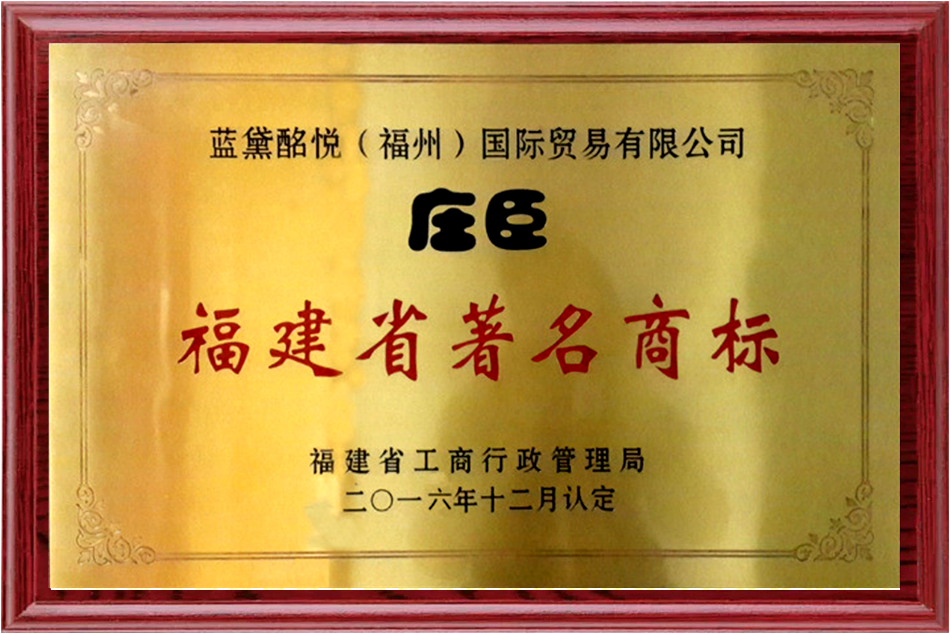 蓝黛酩悦（福州）国际贸易有限公司
庄臣
福建省著名商标
福建省工商行政管理局
二〇一六年十二月认定